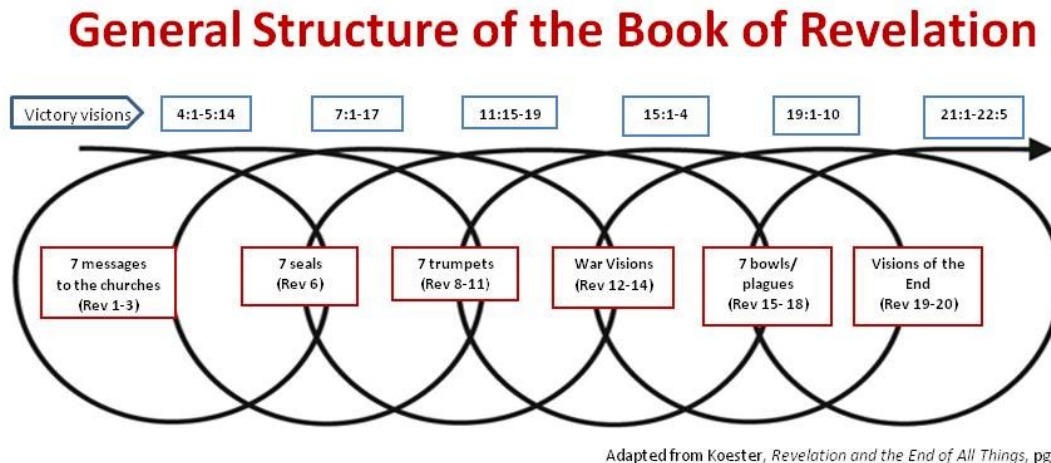 General Structure of the Book of Revelation
Victory visions
4:1-5:14
7:1-17
11:15-19
15:1-4
19:1-10
21:1-22:5
7 messages
to the churches
(Rev 1-3)
7 seals
(Rev 6)
7 trumpets
(Rev 8-11)
War Visions
(Rev 12-14)
7 bowls/
plagues
(Rev 15- 18)
Visions of the
End
(Rev 19-20)
Adapted from Koester, Revelation and the End of All Things, pg